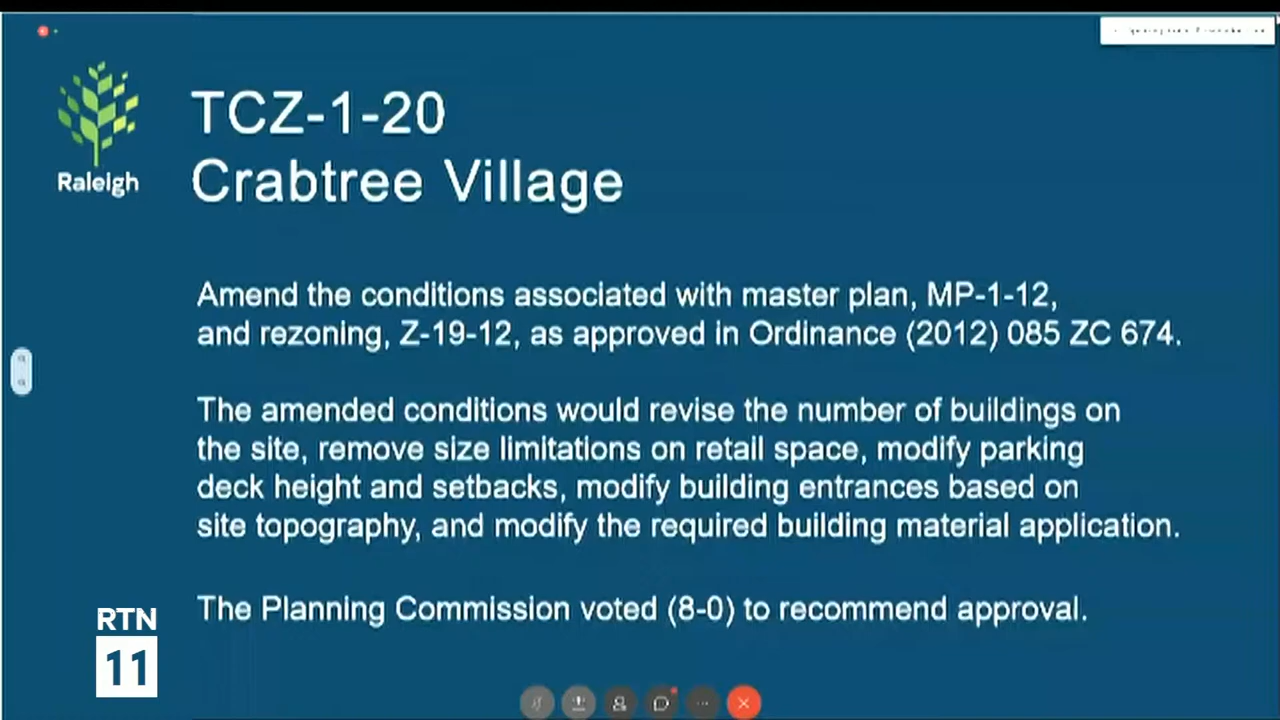 TCZ-1-20
Crabtree Village
Raleigh
Amend the conditions associated with master plan, MP-1-12,
and rezoning, Z-19-12, as approved in Ordinance (2012) 085 ZC 674.
The amended conditions would revise the number of buildings on
the site, remove size limitations on retail space, modify parking
deck height and setbacks, modify building entrances based on
site topography, and modify the required building material application.
The Planning Commission voted (8-0) to recommend approval.
RTN
11